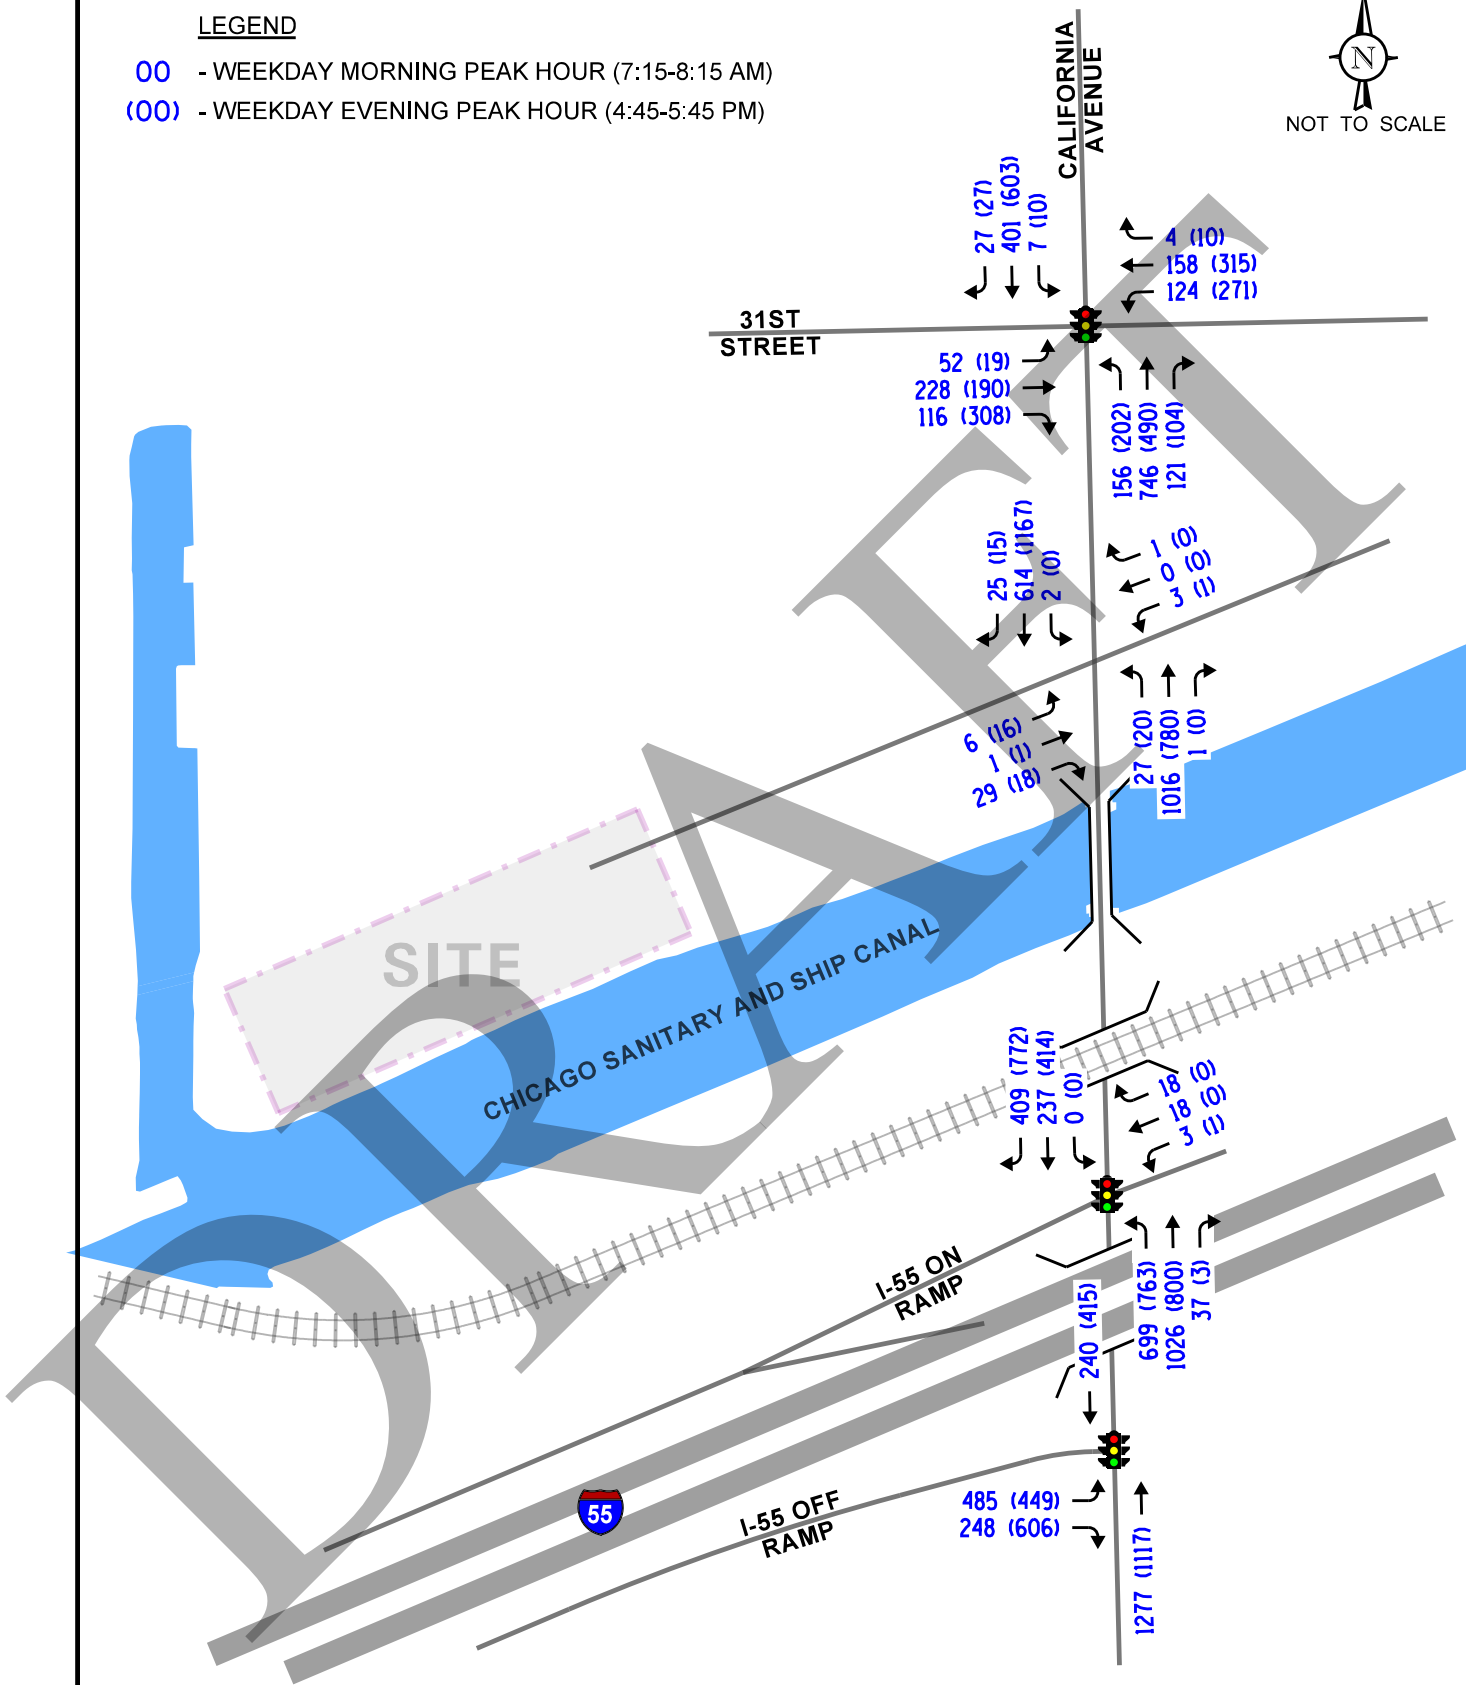 LEGEND
00 - WEEKDAY MORNING PEAK HOUR (7:15-8:15 AM)
(00) - WEEKDAY EVENING PEAK HOUR (4:45-5:45 PM)
CALIFORNIA
AVENUE
N
NOT TO SCALE
27 (27)
401 (603)
7 (10)
4 (10)
158 (315)
124 (271)
31ST
STREET
52 (19)
228 (190)
116 (308)
156 (202)
746 (490)
121 (104)
25 (15)
614 (1167)
2 (0)
1 (0)
0 (0)
3 (1)
6 (16)
1 (1)
29 (18)
27 (20)
1016 (780)
1 (0)
SITE
CHICAGO SANITARY AND SHIP CANAL
409 (772)
237 (414)
0 (0)
18 (0)
18 (0)
3 (1)
I-55 ON
RAMP
699 (763)
1026 (800)
37 (3)
240 (415)
55
I-55 OFF
RAMP
485 (449)
248 (606)
1277 (1117)
DRAFT